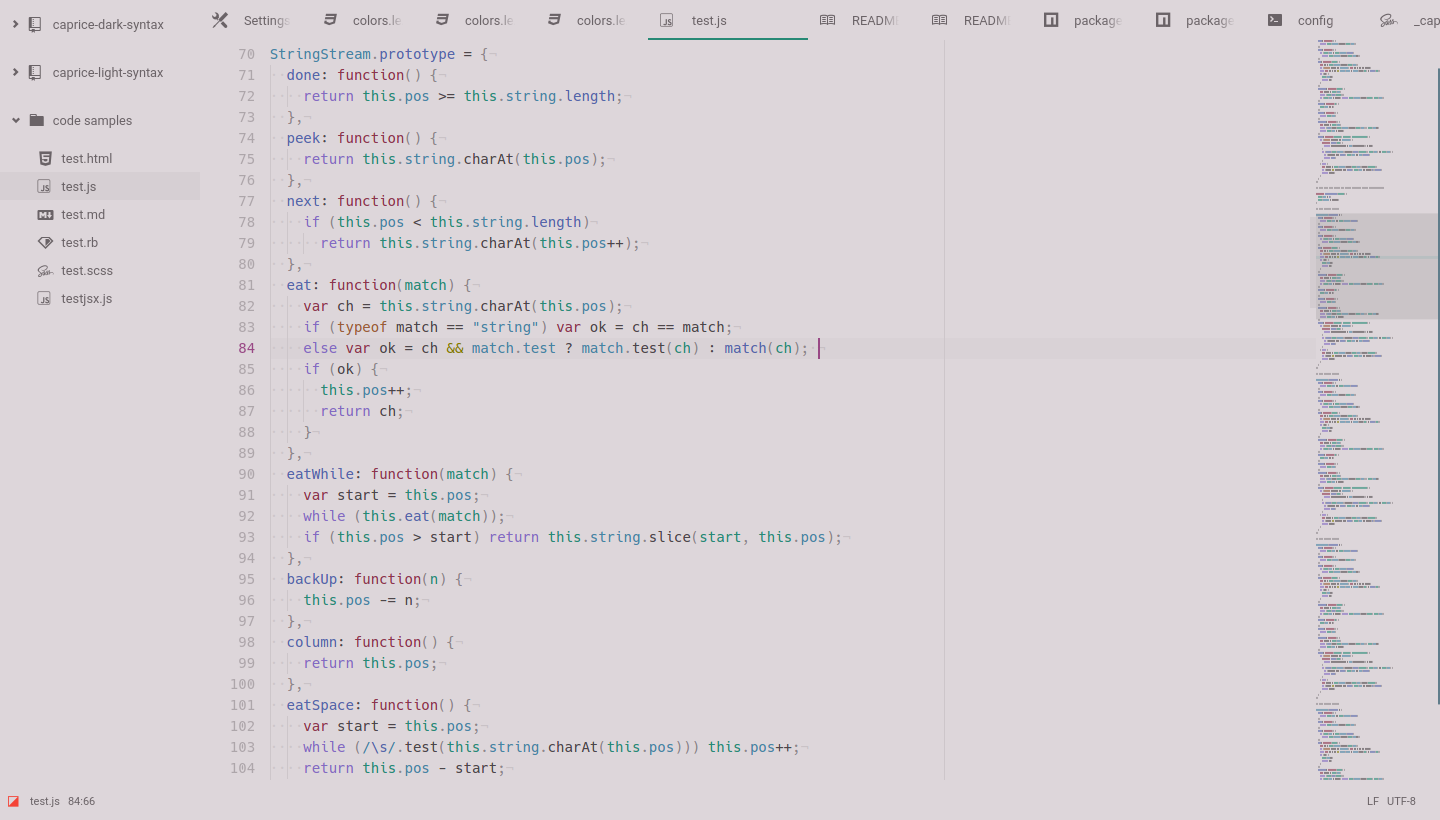 caprice-dark-syntax
caprice-light-syntax
code samples
test.html
test.js
test.md
test.rb
test.scss
testjsx.js
Settings colors.le colors.le colors.le test.js READMI READMI package package config _cap
70 StringStream.prototype = {
71 done: function() {
72 return this.pos >= this.string.length;
73 },
74 peek: function() {
75 return this.string.charAt(this.pos);
76 },
77 next: function() {
78 if (this.pos < this.string.length)
79 return this.string.charAt(this.pos++);
80 },
81 eat: function(match) {
82 var ch = this.string.charAt(this.pos);
83 if (typeof match == "string") var ok = ch == match;
84 else var ok = ch && match.test ? match.test(ch) : match(ch);
85 if (ok) {
86 this.pos++;
87 return ch;
88 }
89 },
90 eatWhile: function(match) {
91 var start = this.pos;
92 while (this.eat(match));
93 if (this.pos > start) return this.string.slice(start, this.pos);
94 },
95 backUp: function(n) {
96 this.pos -= n;
97 },
98 column: function() {
99 return this.pos;
100 },
101 eatSpace: function() {
102 var start = this.pos;
103 while (/\s/.test(this.string.charAt(this.pos))) this.pos++;
104 return this.pos - start;
test.js 84:66 LF UTF-8